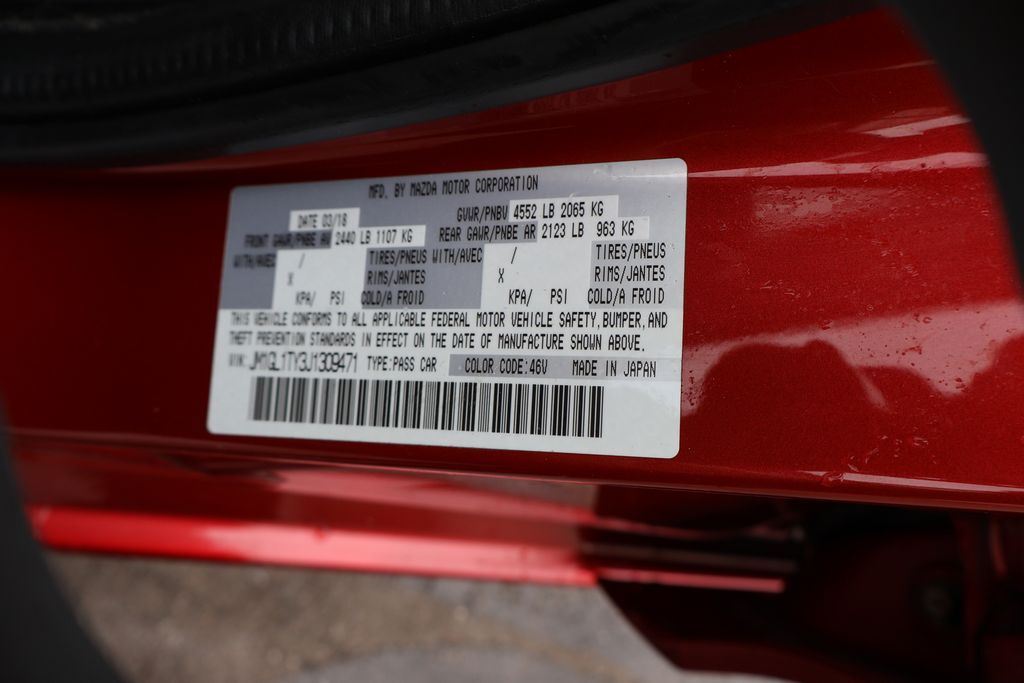 MFD. BY MAZDA MOTOR CORPORATION
DATE 03/18 GVWR/PNBV 4552 LB 2065 KG
FRONT GAWR/PNBE AV 2440 LB 1107 KG REAR GAWR/PNBE AR 2123 LB 963 KG
WITH/AVEC / TIRES/PNEUS WITH/AVEC / TIRES/PNEUS
X RIMS/JANTES X RIMS/JANTES
KPA/ PSI COLD/A FROID KPA/ PSI COLD/A FROID
THIS VEHICLE CONFORMS TO ALL APPLICABLE FEDERAL MOTOR VEHICLE SAFETY, BUMPER, AND
THEFT PREVENTION STANDARDS IN EFFECT ON THE DATE OF MANUFACTURE SHOWN ABOVE.
VIN: JM1GL1TY3J1309471 TYPE:PASS CAR COLOR CODE:46V MADE IN JAPAN